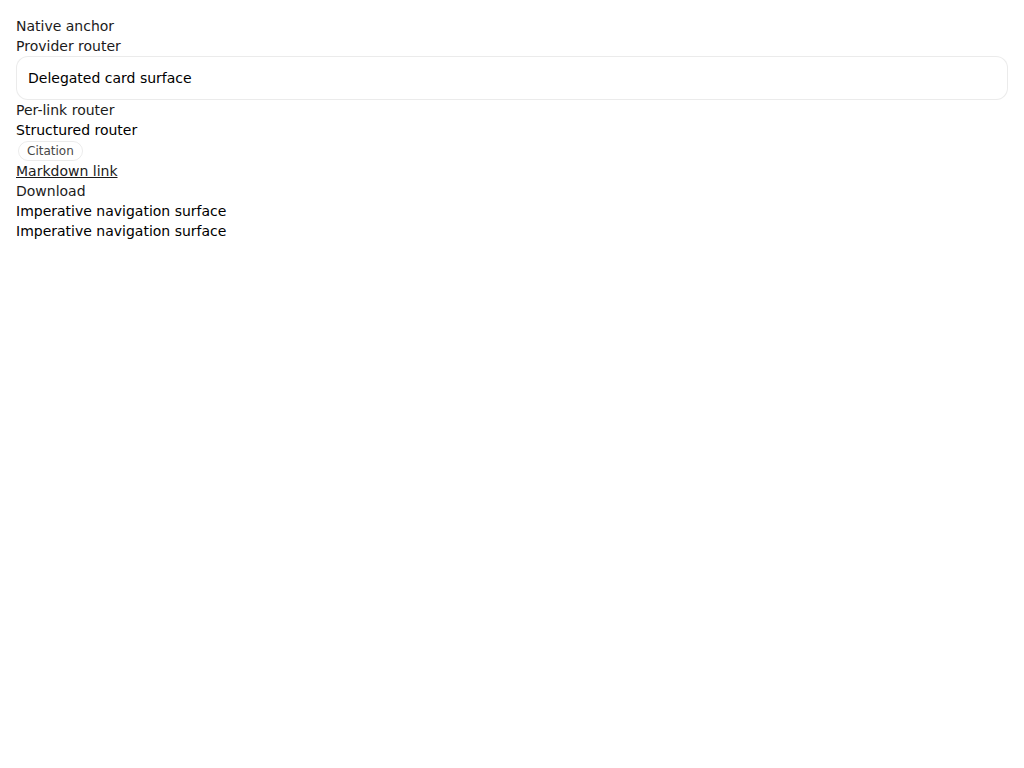 Native anchor
Provider router
Delegated card surface
Per-link router
Structured router
Citation
Markdown link
Download
Imperative navigation surface
Imperative navigation surface